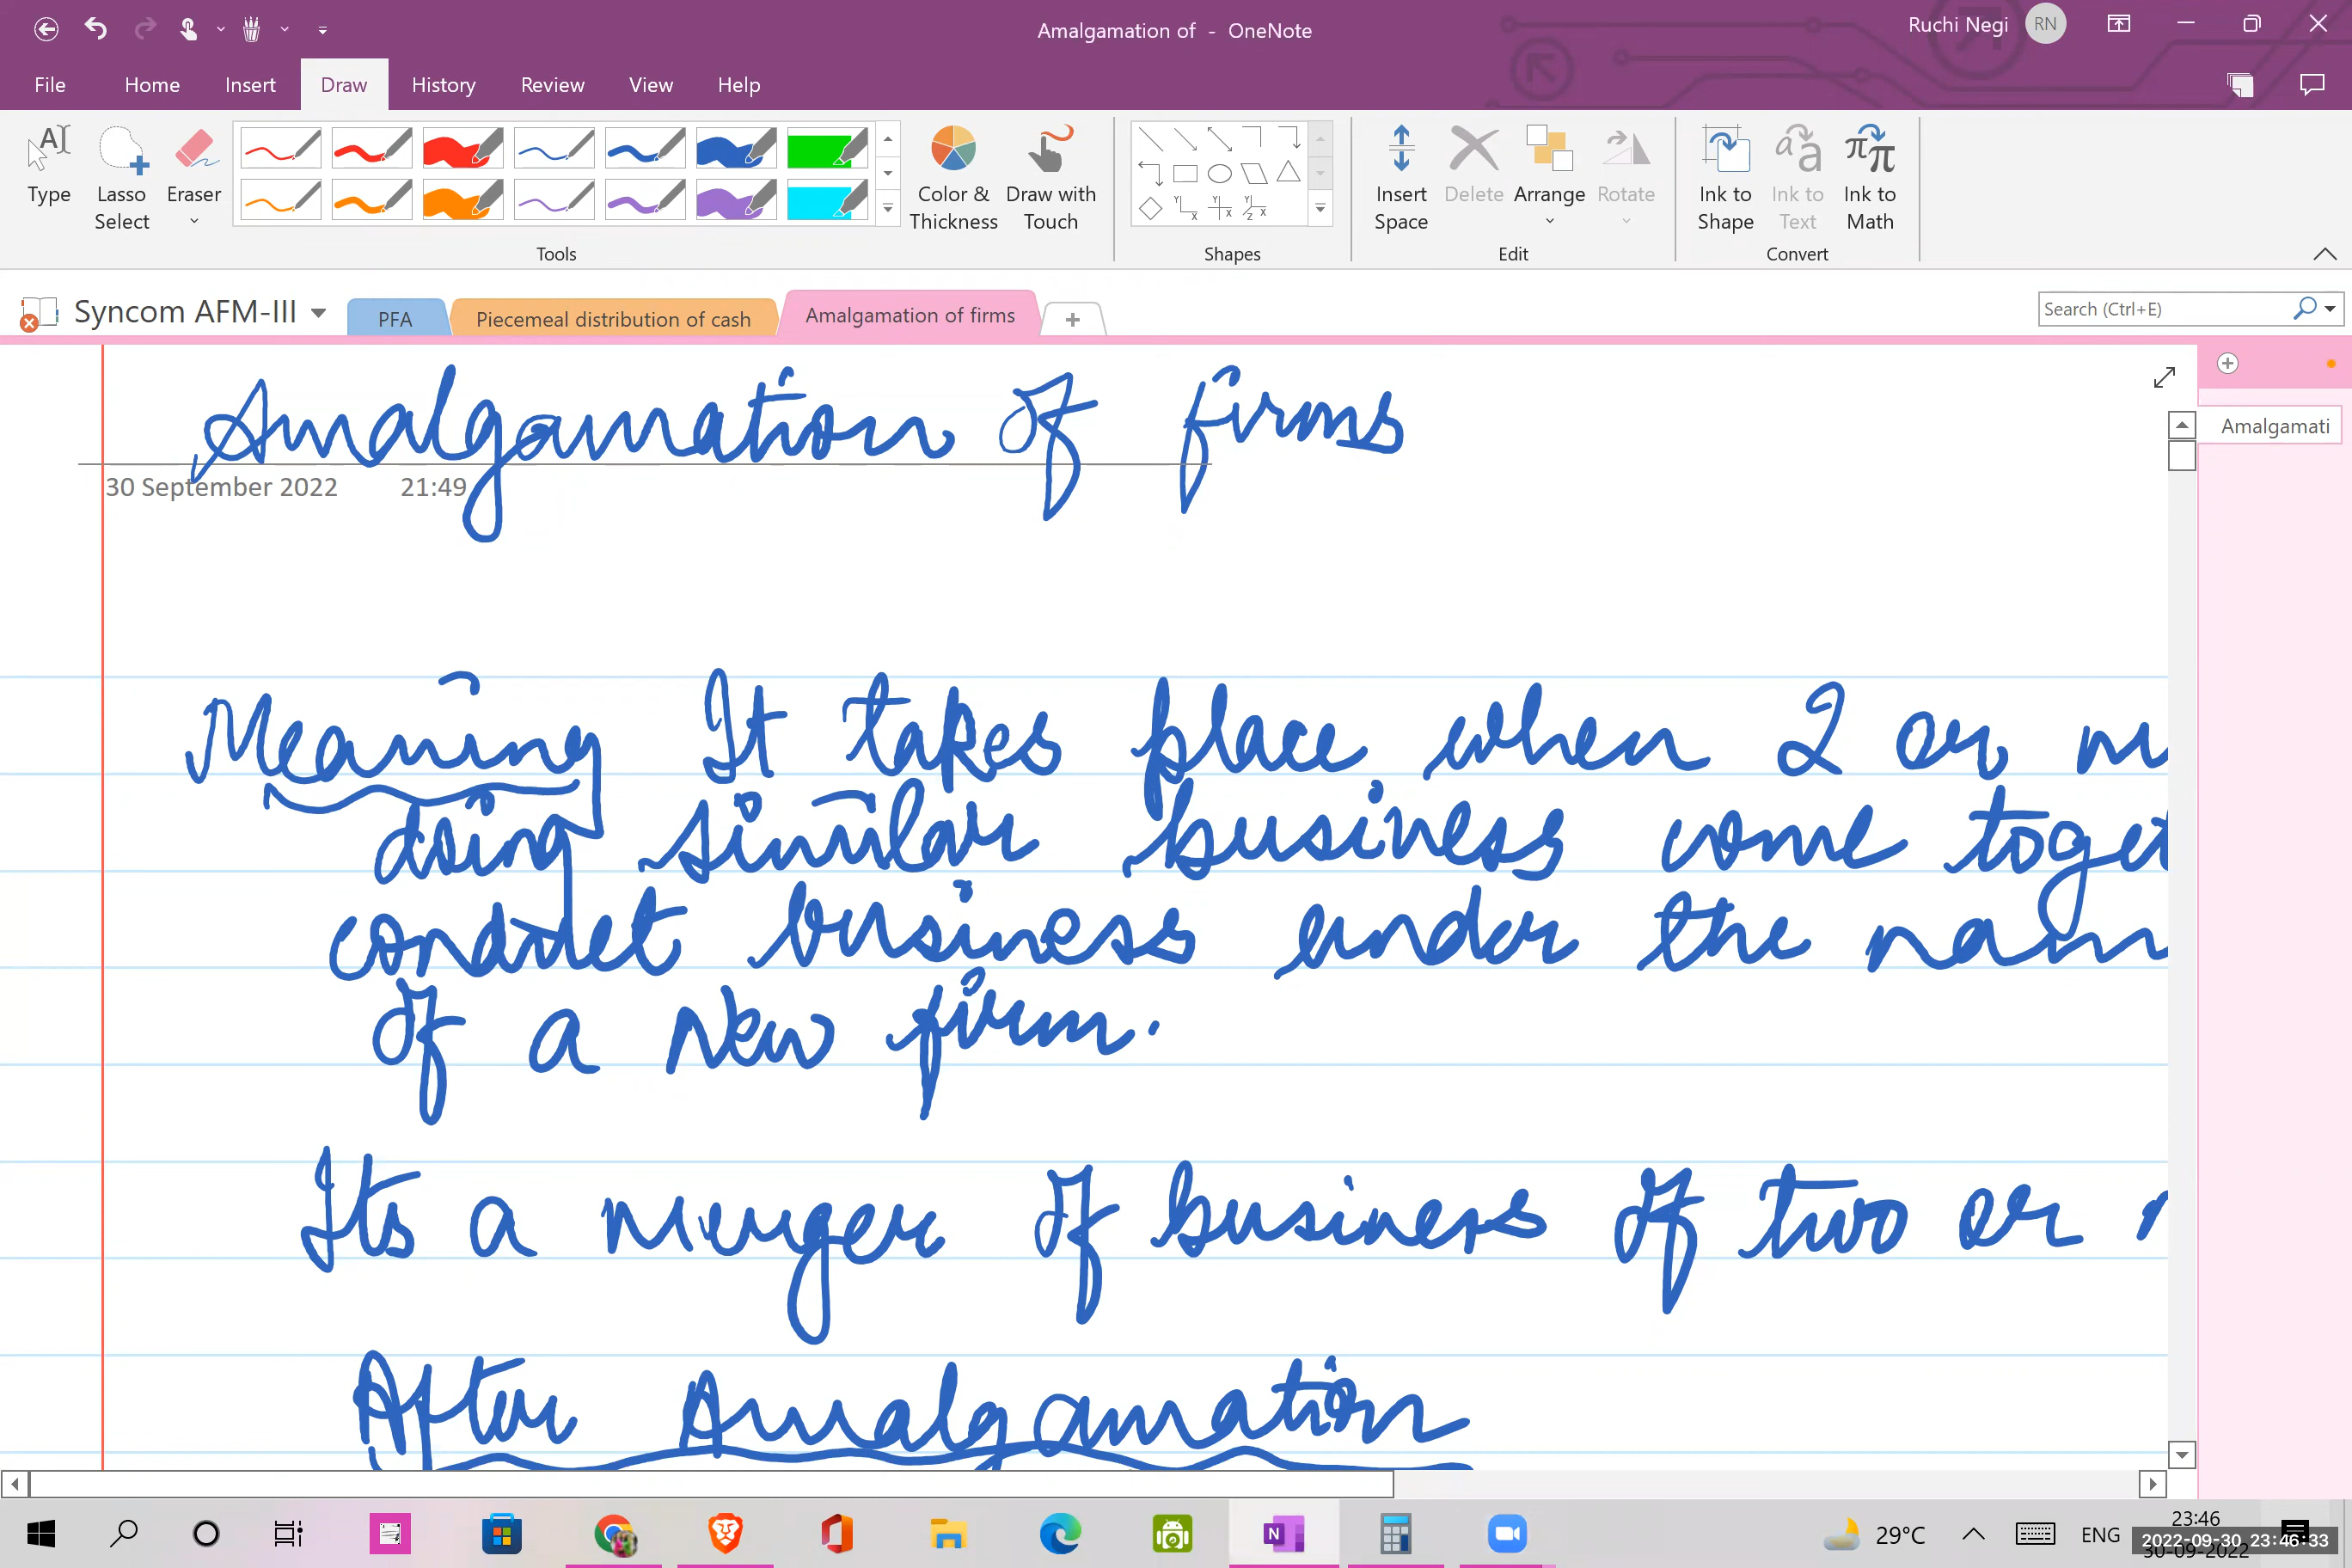 Amalgamation of - OneNote
Ruchi Negi RN
File Home Insert Draw History Review View Help
Type Lasso Select Eraser Color & Thickness Draw with Touch Insert Space Delete Arrange Rotate Ink to Shape Ink to Text Ink to Math
Tools Shapes Edit Convert
Syncom AFM-III PFA Piecemeal distribution of cash Amalgamation of firms + Search (Ctrl+E)
Amalgamati
Amalgamation of firms
30 September 2022 21:49
Meaning It takes place when 2 or
doing similar business come toget
conduct business under the nam
of a New firm.
Its a merger of business of two or
After Amalgamation
29°C ENG 23:46
30-09-2022
2022-09-30_23:46:33